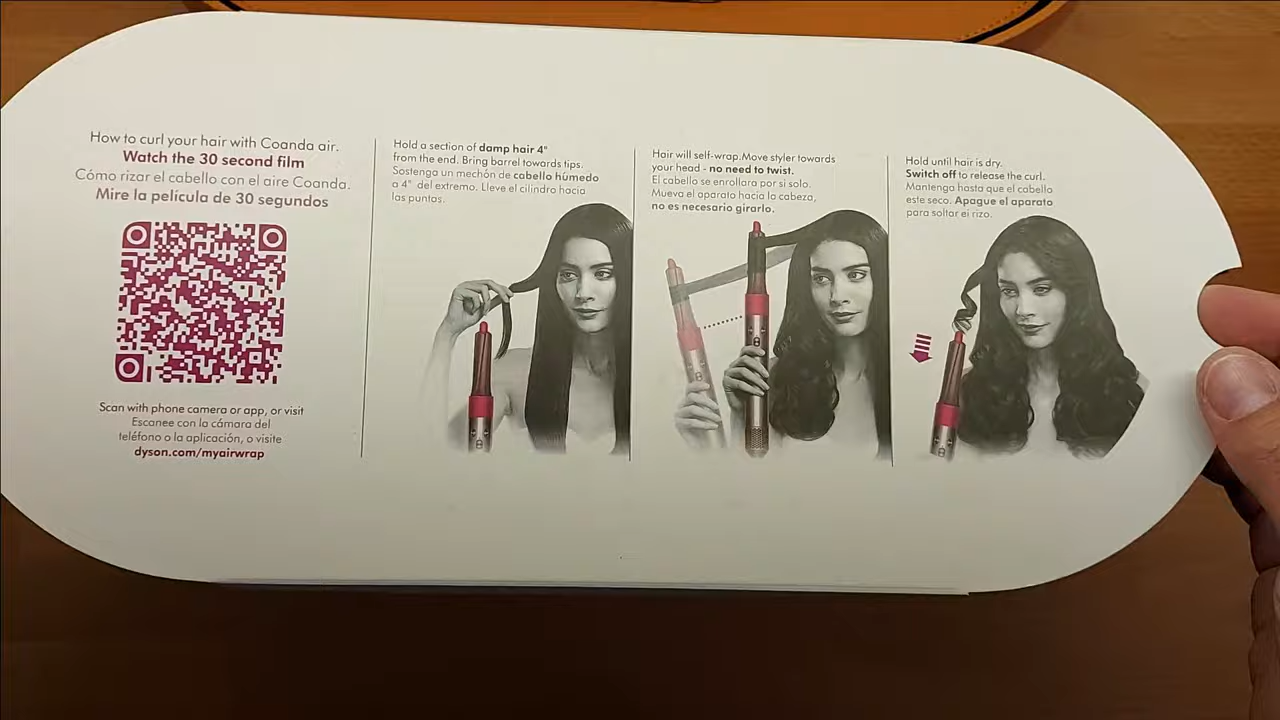 How to curl your hair with Coanda air.
Watch the 30 second film
Cómo rizar el cabello con el aire Coanda.
Mire la película de 30 segundos
Scan with phone camera or app, or visit
Escanee con la cámara del
teléfono o la aplicación, o visite
dyson.com/myairwrap
Hold a section of damp hair 4"
from the end. Bring barrel towards tips.
Sostenga un mechón de cabello húmedo
a 4" del extremo. Lleve el cilindro hacia
las puntas.
Hair will self-wrap. Move styler towards
your head - no need to twist.
El cabello se enrollara por si solo.
Mueva el aparato hacia la cabeza,
no es necesario girarlo.
Hold until hair is dry.
Switch off to release the curl.
Mantenga hasta que el cabello
este seco. Apague el aparato
para soltar el rizo.